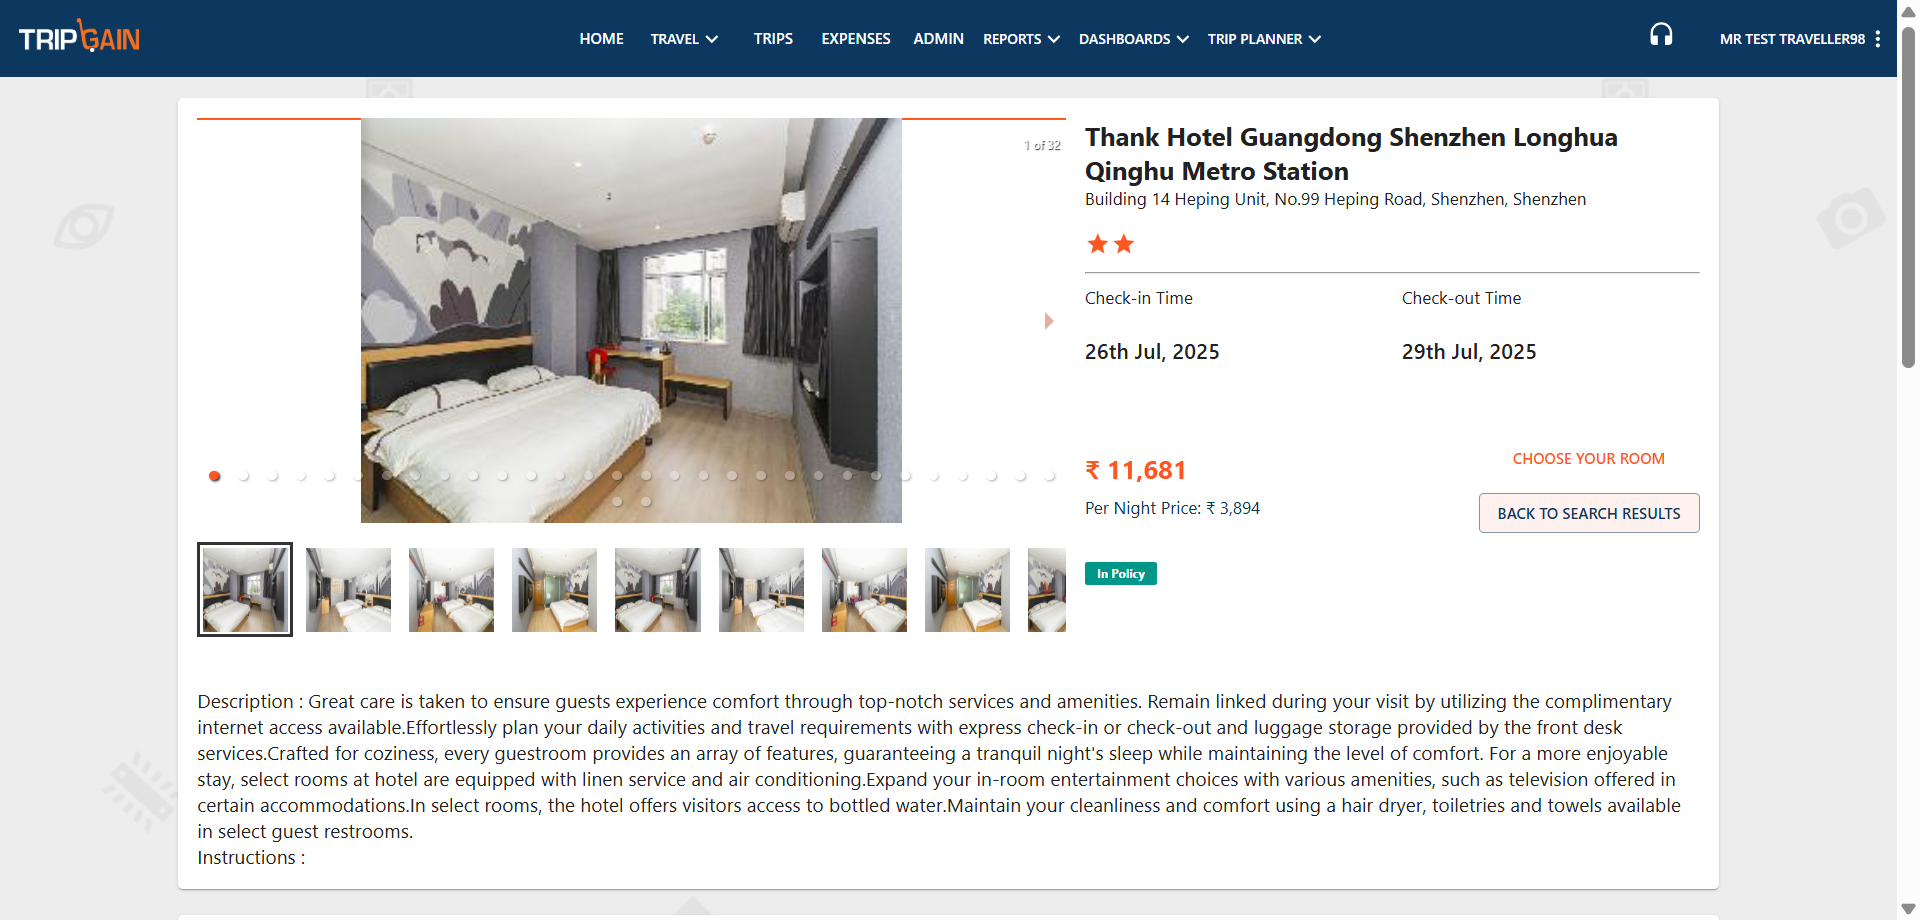 TRIPGAIN
HOME TRAVEL TRIPS EXPENSES ADMIN REPORTS DASHBOARDS TRIP PLANNER MR TEST TRAVELLER98
1 of 32
Thank Hotel Guangdong Shenzhen Longhua
Qinghu Metro Station
Building 14 Heping Unit, No.99 Heping Road, Shenzhen, Shenzhen
Check-in Time Check-out Time
26th Jul, 2025 29th Jul, 2025
₹ 11,681
CHOOSE YOUR ROOM
Per Night Price: ₹ 3,894
BACK TO SEARCH RESULTS
In Policy
Description : Great care is taken to ensure guests experience comfort through top-notch services and amenities. Remain linked during your visit by utilizing the complimentary
internet access available.Effortlessly plan your daily activities and travel requirements with express check-in or check-out and luggage storage provided by the front desk
services.Crafted for coziness, every guestroom provides an array of features, guaranteeing a tranquil night's sleep while maintaining the level of comfort. For a more enjoyable
stay, select rooms at hotel are equipped with linen service and air conditioning.Expand your in-room entertainment choices with various amenities, such as television offered in
certain accommodations.In select rooms, the hotel offers visitors access to bottled water.Maintain your cleanliness and comfort using a hair dryer, toiletries and towels available
in select guest restrooms.
Instructions :